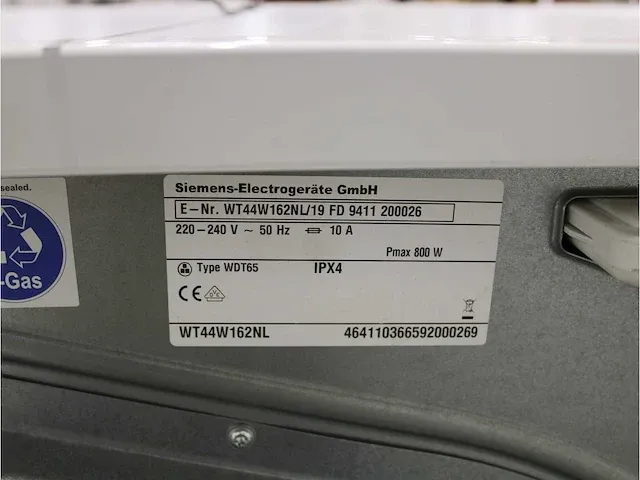 sealed.
-Gas
Siemens-Electrogeräte GmbH
E–Nr. WT44W162NL/19 FD 9411 200026
220–240 V ~ 50 Hz 10 A
Pmax 800 W
Type WDT65 IPX4
CE
WT44W162NL 464110366592000269